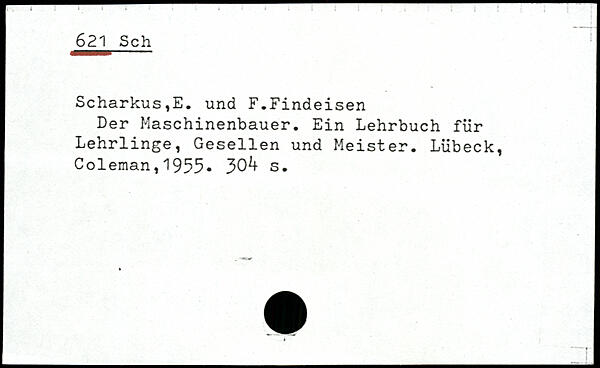 621 Sch
Scharkus,E. und F.Findeisen
Der Maschinenbauer. Ein Lehrbuch für
Lehrlinge, Gesellen und Meister. Lübeck,
Coleman,1955. 304 s.